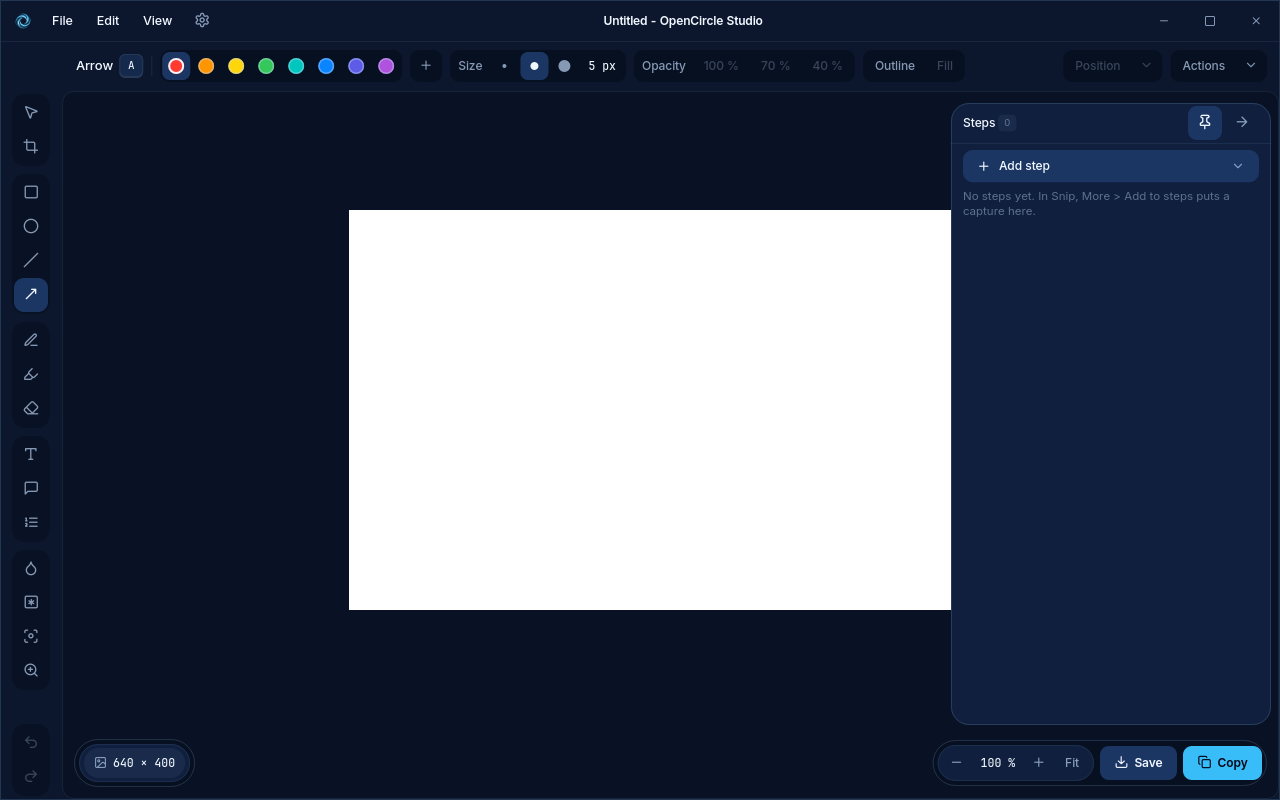 File Edit View Untitled - OpenCircle Studio
Arrow A Size 5 px Opacity 100 % 70 % 40 % Outline Fill Position Actions
Steps 0
Add step
No steps yet. In Snip, More > Add to steps puts a
capture here.
640 × 400 100 % Fit Save Copy